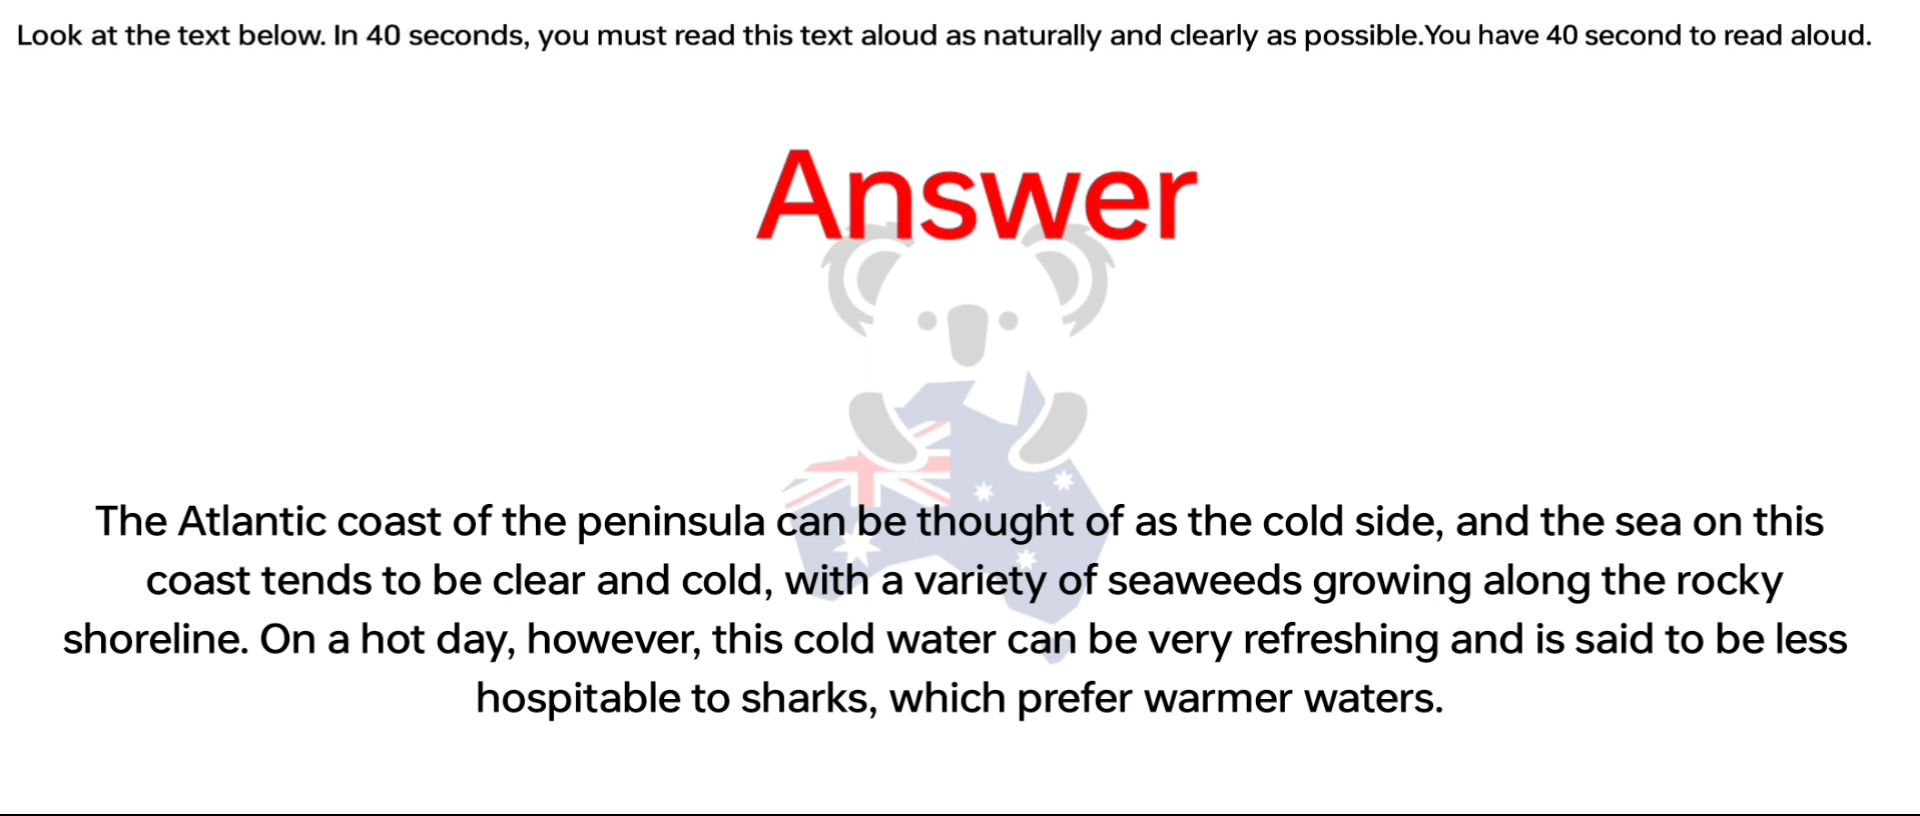 Look at the text below. In 40 seconds, you must read this text aloud as naturally and clearly as possible.You have 40 second to read aloud.
Answer
The Atlantic coast of the peninsula can be thought of as the cold side, and the sea on this
coast tends to be clear and cold, with a variety of seaweeds growing along the rocky
shoreline. On a hot day, however, this cold water can be very refreshing and is said to be less
hospitable to sharks, which prefer warmer waters.